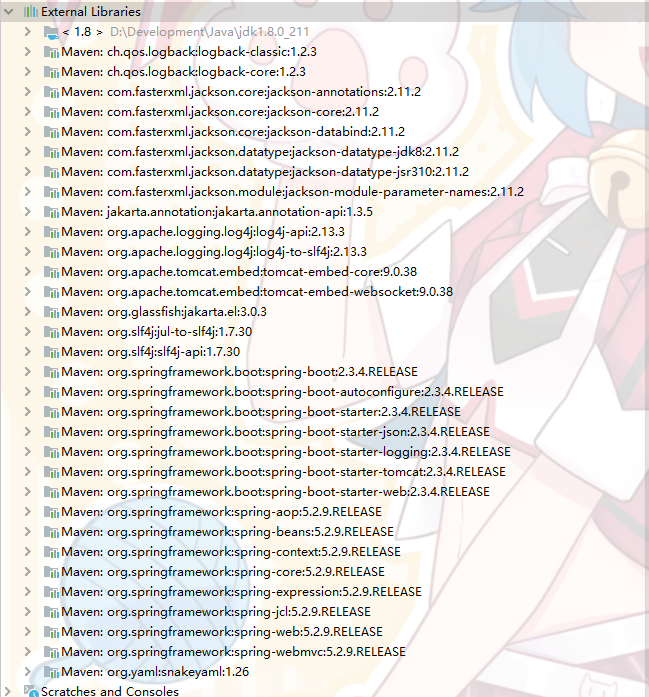 External Libraries
< 1.8 > D:\Development\Java\jdk1.8.0_211
Maven: ch.qos.logback:logback-classic:1.2.3
Maven: ch.qos.logback:logback-core:1.2.3
Maven: com.fasterxml.jackson.core:jackson-annotations:2.11.2
Maven: com.fasterxml.jackson.core:jackson-core:2.11.2
Maven: com.fasterxml.jackson.core:jackson-databind:2.11.2
Maven: com.fasterxml.jackson.datatype:jackson-datatype-jdk8:2.11.2
Maven: com.fasterxml.jackson.datatype:jackson-datatype-jsr310:2.11.2
Maven: com.fasterxml.jackson.module:jackson-module-parameter-names:2.11.2
Maven: jakarta.annotation:jakarta.annotation-api:1.3.5
Maven: org.apache.logging.log4j:log4j-api:2.13.3
Maven: org.apache.logging.log4j:log4j-to-slf4j:2.13.3
Maven: org.apache.tomcat.embed:tomcat-embed-core:9.0.38
Maven: org.apache.tomcat.embed:tomcat-embed-websocket:9.0.38
Maven: org.glassfish:jakarta.el:3.0.3
Maven: org.slf4j:jul-to-slf4j:1.7.30
Maven: org.slf4j:slf4j-api:1.7.30
Maven: org.springframework.boot:spring-boot:2.3.4.RELEASE
Maven: org.springframework.boot:spring-boot-autoconfigure:2.3.4.RELEASE
Maven: org.springframework.boot:spring-boot-starter:2.3.4.RELEASE
Maven: org.springframework.boot:spring-boot-starter-json:2.3.4.RELEASE
Maven: org.springframework.boot:spring-boot-starter-logging:2.3.4.RELEASE
Maven: org.springframework.boot:spring-boot-starter-tomcat:2.3.4.RELEASE
Maven: org.springframework.boot:spring-boot-starter-web:2.3.4.RELEASE
Maven: org.springframework:spring-aop:5.2.9.RELEASE
Maven: org.springframework:spring-beans:5.2.9.RELEASE
Maven: org.springframework:spring-context:5.2.9.RELEASE
Maven: org.springframework:spring-core:5.2.9.RELEASE
Maven: org.springframework:spring-expression:5.2.9.RELEASE
Maven: org.springframework:spring-jcl:5.2.9.RELEASE
Maven: org.springframework:spring-web:5.2.9.RELEASE
Maven: org.springframework:spring-webmvc:5.2.9.RELEASE
Maven: org.yaml:snakeyaml:1.26
Scratches and Consoles